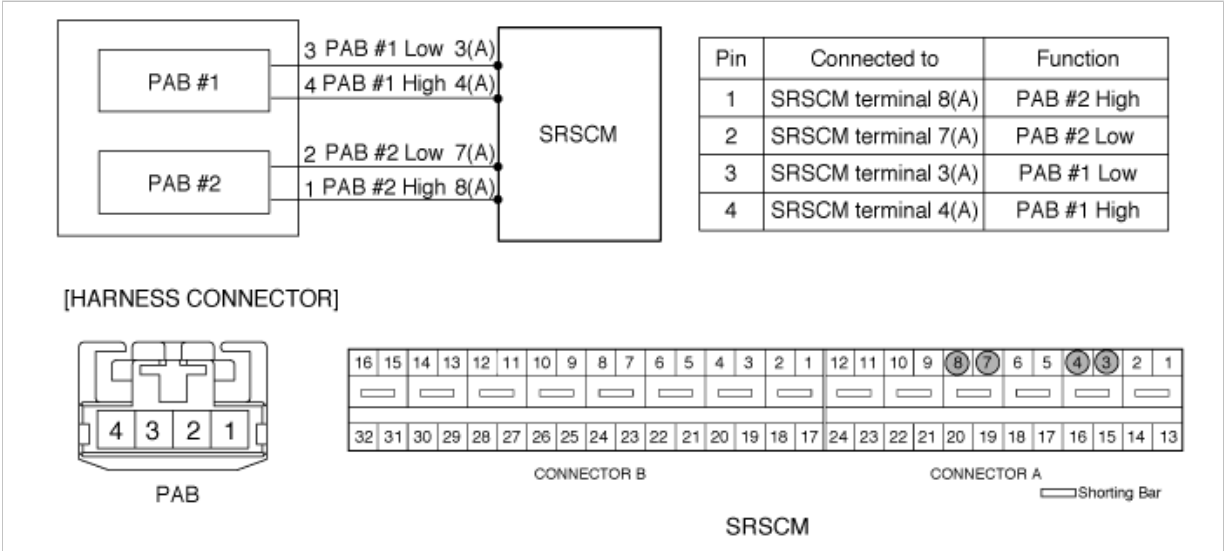 3 PAB #1 Low 3(A)
PAB #1
4 PAB #1 High 4(A)
2 PAB #2 Low 7(A)
PAB #2
1 PAB #2 High 8(A)
SRSCM
Pin Connected to Function
1 SRSCM terminal 8(A) PAB #2 High
2 SRSCM terminal 7(A) PAB #2 Low
3 SRSCM terminal 3(A) PAB #1 Low
4 SRSCM terminal 4(A) PAB #1 High
[HARNESS CONNECTOR]
4 3 2 1
PAB
16 15 14 13 12 11 10 9 8 7 6 5 4 3 2 1 12 11 10 9 8 7 6 5 4 3 2 1
32 31 30 29 28 27 26 25 24 23 22 21 20 19 18 17 24 23 22 21 20 19 18 17 16 15 14 13
CONNECTOR B CONNECTOR A
Shorting Bar
SRSCM